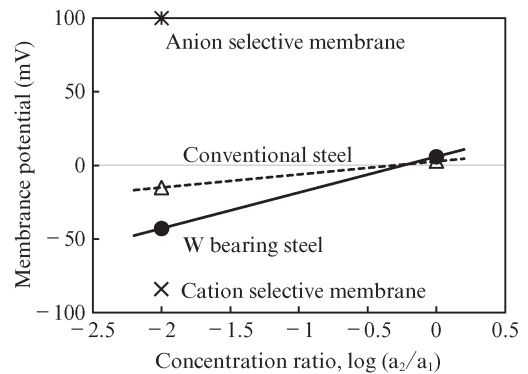 Membrance potential (mV)
100
50
0
−50
−100
Anion selective membrane
Conventional steel
W bearing steel
Cation selective membrane
−2.5 −2 −1.5 −1 −0.5 0 0.5
Concentration ratio, log (a₂/a₁)